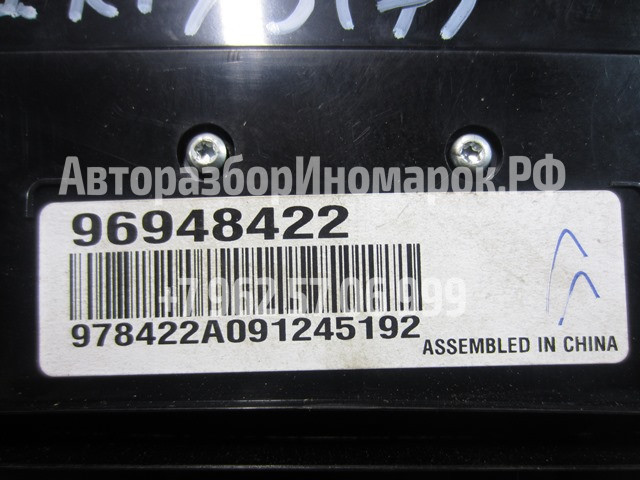 АвторазборИномарок.РФ
96948422
+7 962 57 06 999
978422A091245192
ASSEMBLED IN CHINA